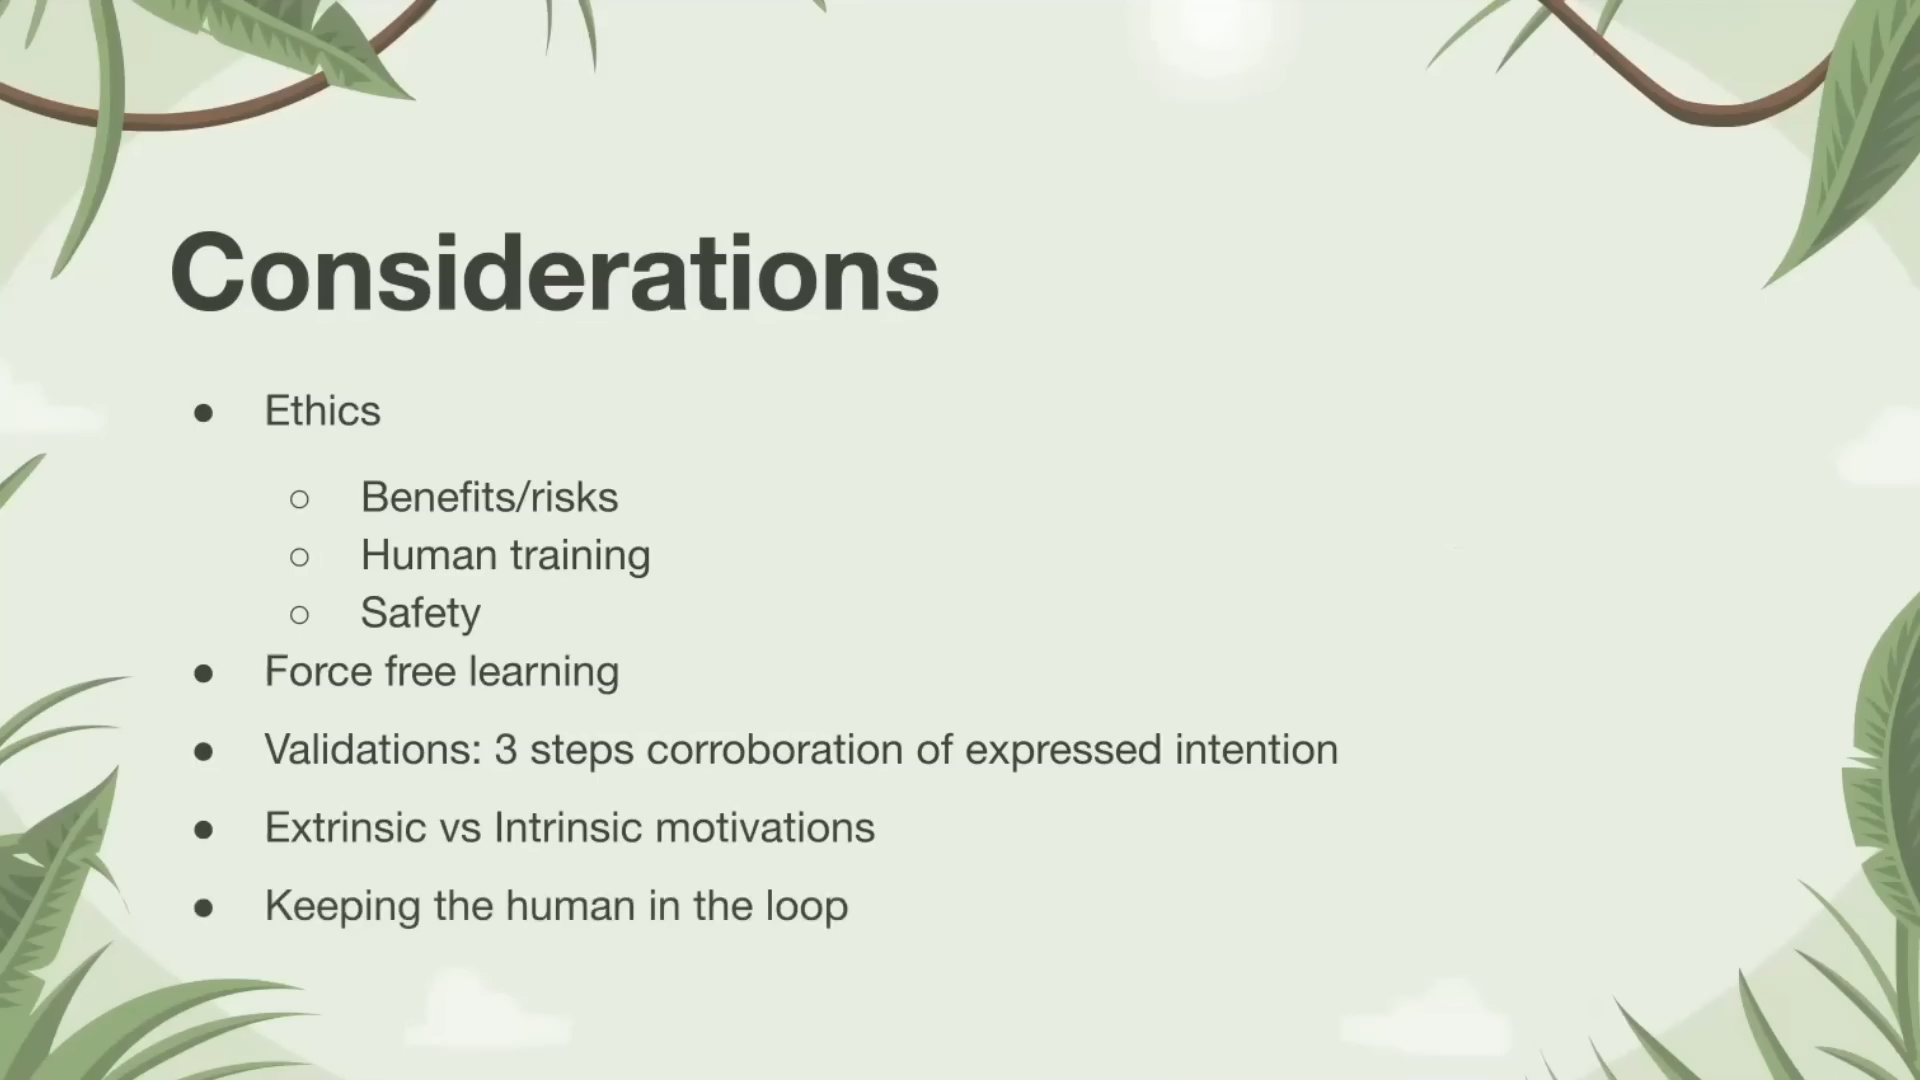 Considerations
● Ethics
○ Benefits/risks
○ Human training
○ Safety
● Force free learning
● Validations: 3 steps corroboration of expressed intention
● Extrinsic vs Intrinsic motivations
● Keeping the human in the loop